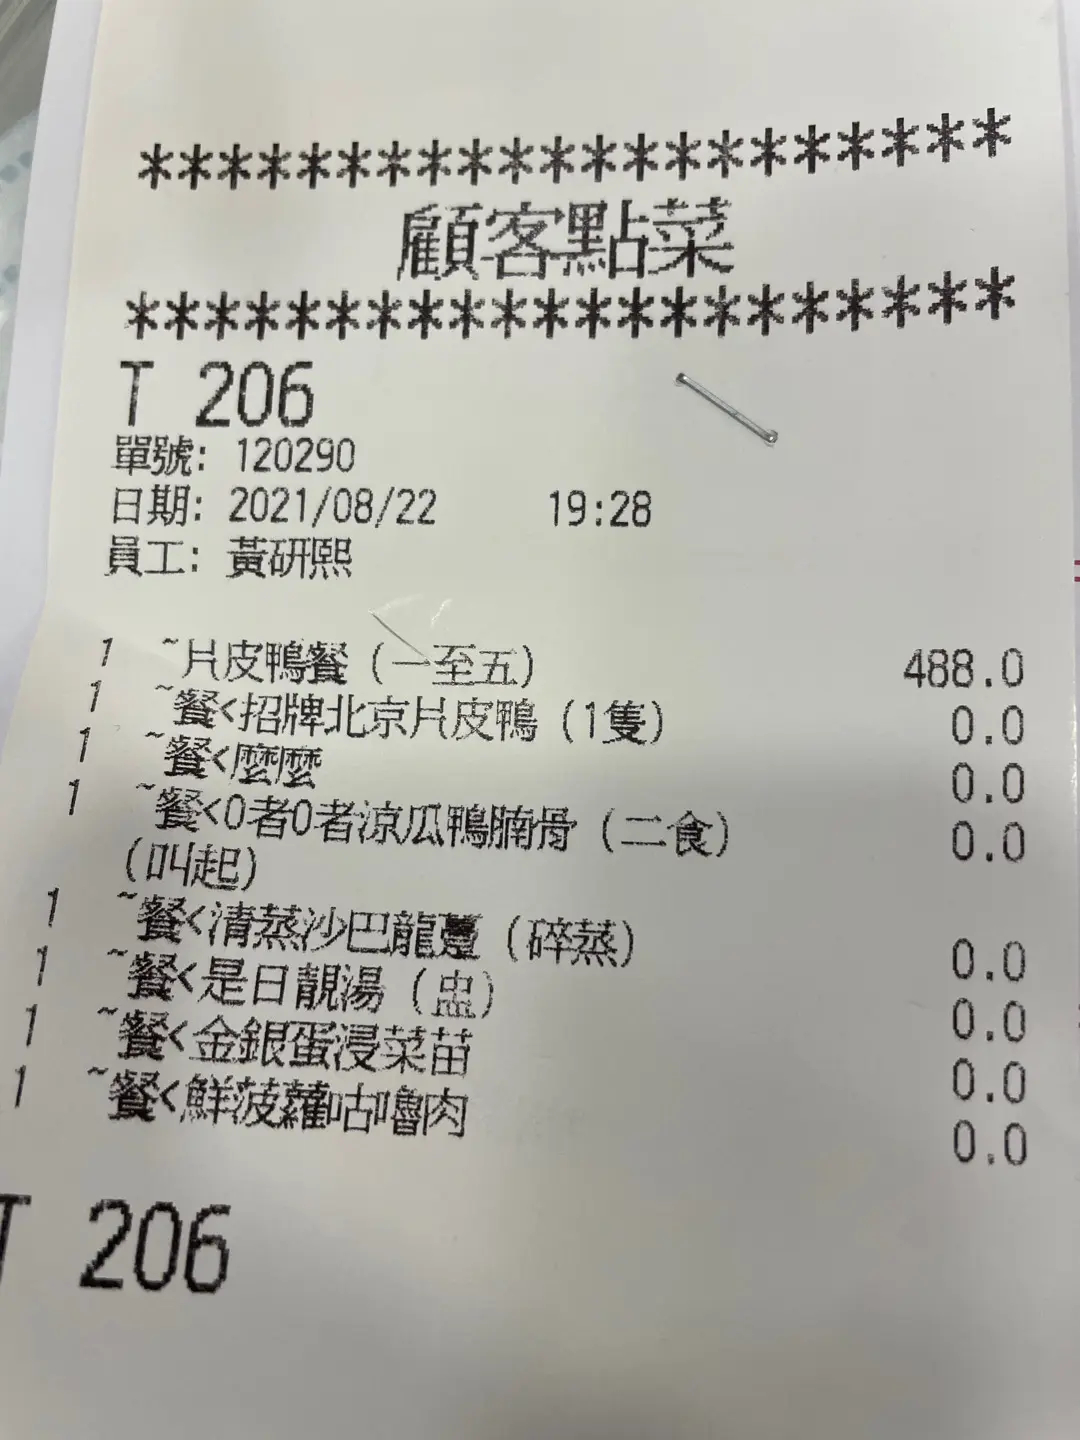 ********************
顧客點菜
********************
T 206
單號: 120290
日期: 2021/08/22 19:28
員工: 黃研熙
1 ~片皮鴨餐 (一至五) 488.0
1 ~餐<招牌北京片皮鴨 (1隻) 0.0
1 ~餐<麼麼 0.0
1 ~餐<0者0者涼瓜鴨腩骨 (二食) 0.0
(叫起)
1 ~餐<清蒸沙巴龍躉 (碎蒸) 0.0
1 ~餐<是日靚湯 (盅) 0.0
1 ~餐<金銀蛋浸菜苗 0.0
1 ~餐<鮮菠蘿咕嚕肉 0.0
T 206